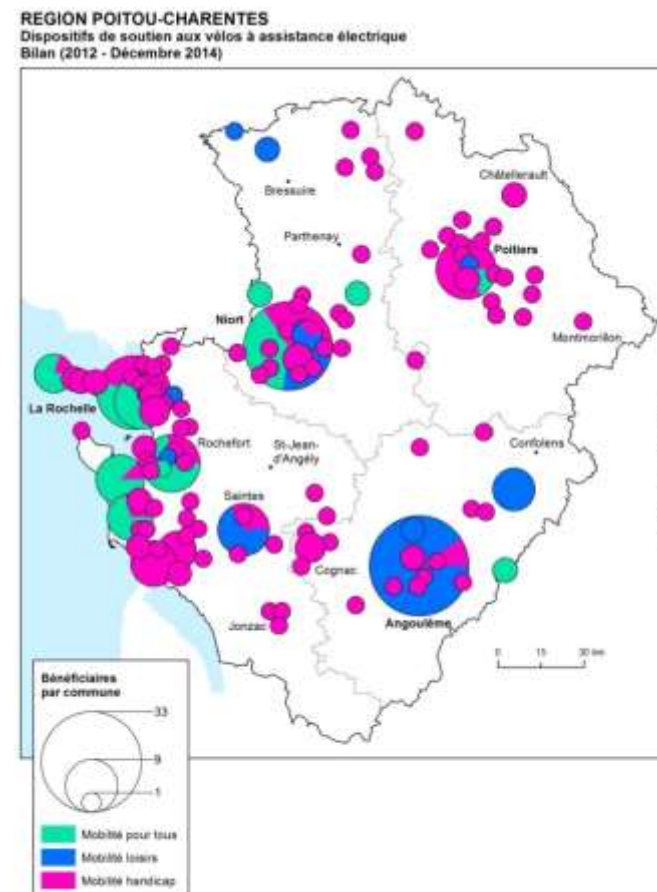 REGION POITOU-CHARENTES
Dispositifs de soutien aux vélos à assistance électrique
Bilan (2012 - Décembre 2014)
Bressuire
Châtellerault
Parthenay
Poitiers
Niort
Montmorillon
La Rochelle
Rochefort
St-Jean-
d'Angély
Confolens
Saintes
Cognac
Angoulême
Jonzac
0 15 30 km
Bénéficiaires
par commune
33
9
1
Mobilité pour tous
Mobilité loisirs
Mobilité handicap